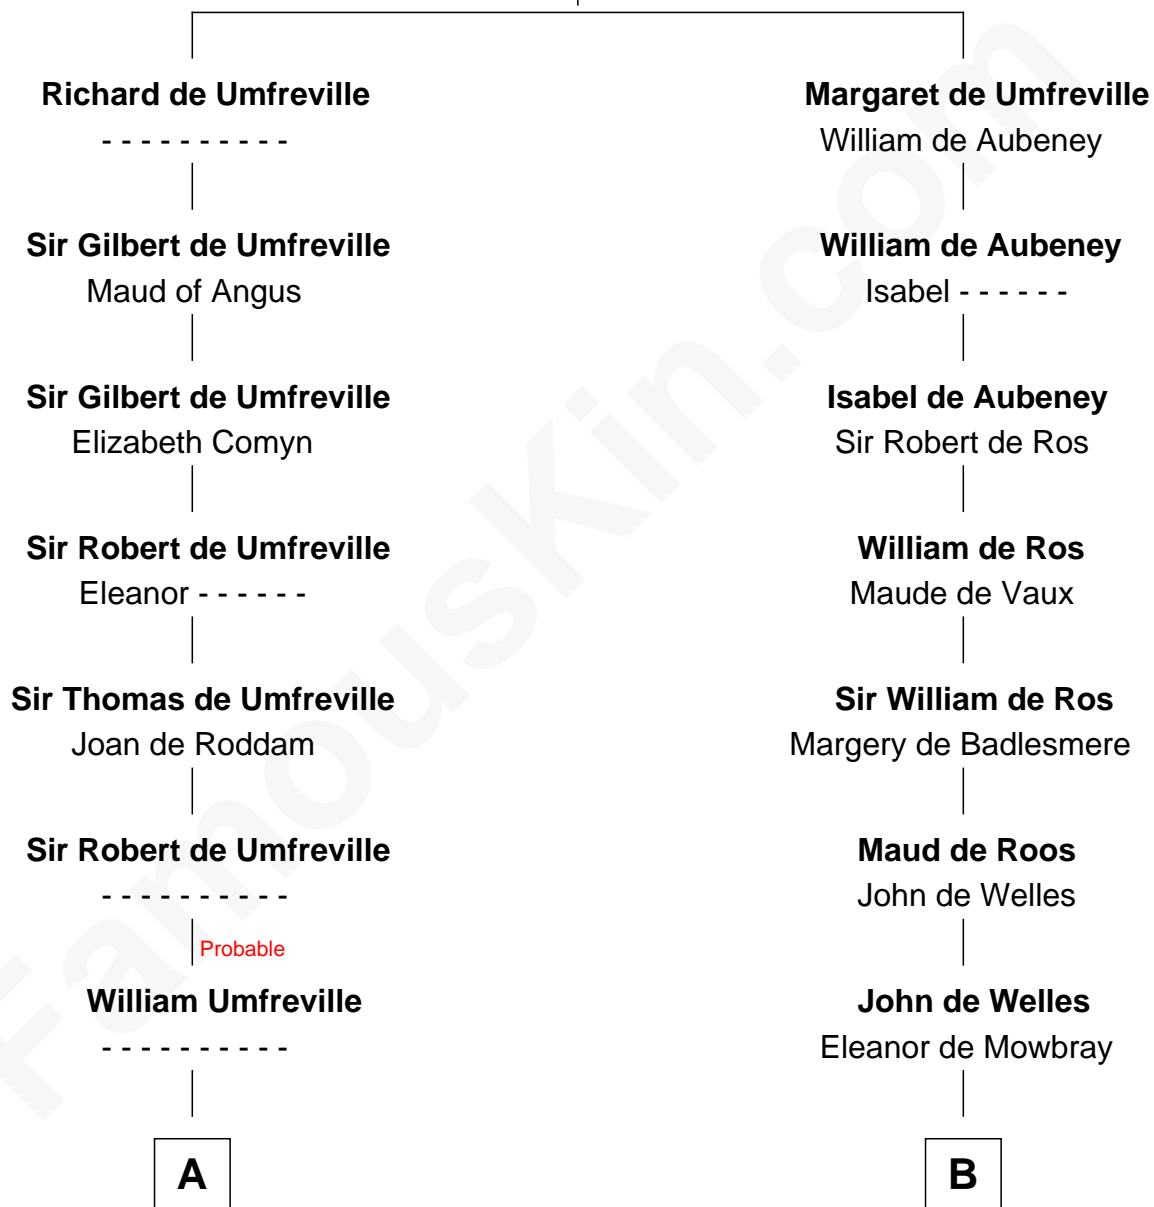 Richard de Umfreville
- - - - - - - - - -
Sir Gilbert de Umfreville
Maud of Angus
Sir Gilbert de Umfreville
Elizabeth Comyn
Sir Robert de Umfreville
Eleanor - - - - - -
Sir Thomas de Umfreville
Joan de Roddam
Sir Robert de Umfreville
- - - - - - - - - -
Probable
William Umfreville
- - - - - - - - - -
A
Margaret de Umfreville
William de Aubeney
William de Aubeney
Isabel - - - - - -
Isabel de Aubeney
Sir Robert de Ros
William de Ros
Maude de Vaux
Sir William de Ros
Margery de Badlesmere
Maud de Roos
John de Welles
John de Welles
Eleanor de Mowbray
B
FamousKin.com